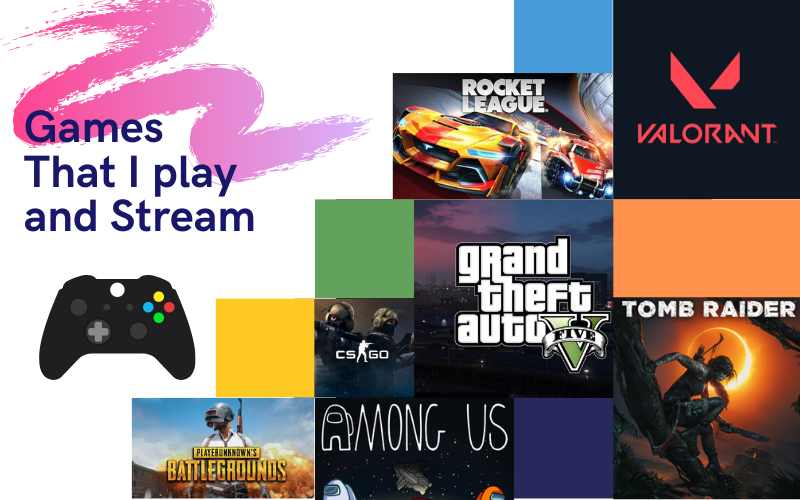 Games
That I play
and Stream
ROCKET
LEAGUE.
VALORANT
grand
theft
auto
V
FIVE
CS GO
TOMB RAIDER
PLAYERUNKNOWN'S
BATTLEGROUNDS
AMONG US